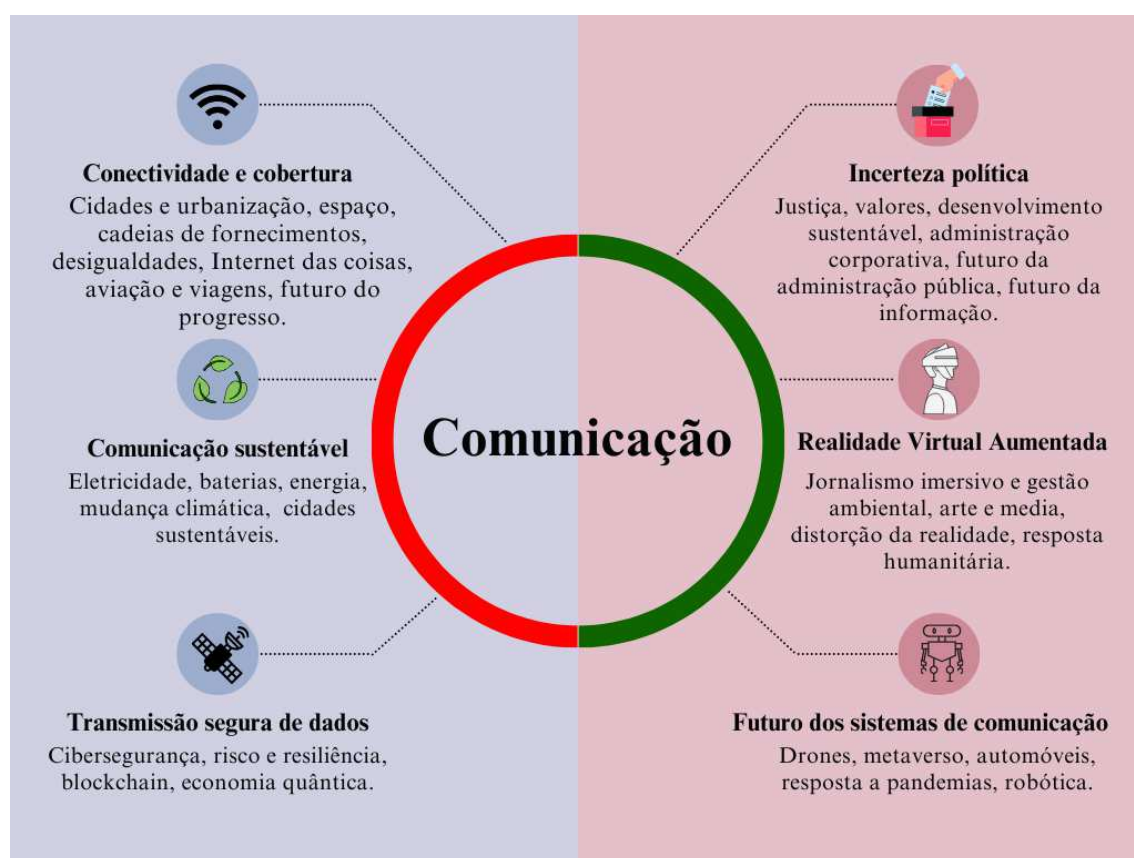 Conectividade e cobertura
Cidades e urbanização, espaço,
cadeias de fornecimentos,
desigualdades, Internet das coisas,
aviação e viagens, futuro do
progresso.
Comunicação sustentável
Eletricidade, baterias, energia,
mudança climática, cidades
sustentáveis.
Transmissão segura de dados
Cibersegurança, risco e resiliência,
blockchain, economia quântica.
Comunicação
Incerteza política
Justiça, valores, desenvolvimento
sustentável, administração
corporativa, futuro da
administração pública, futuro da
informação.
Realidade Virtual Aumentada
Jornalismo imersivo e gestão
ambiental, arte e media,
distorção da realidade, resposta
humanitária.
Futuro dos sistemas de comunicação
Drones, metaverso, automóveis,
resposta a pandemias, robótica.